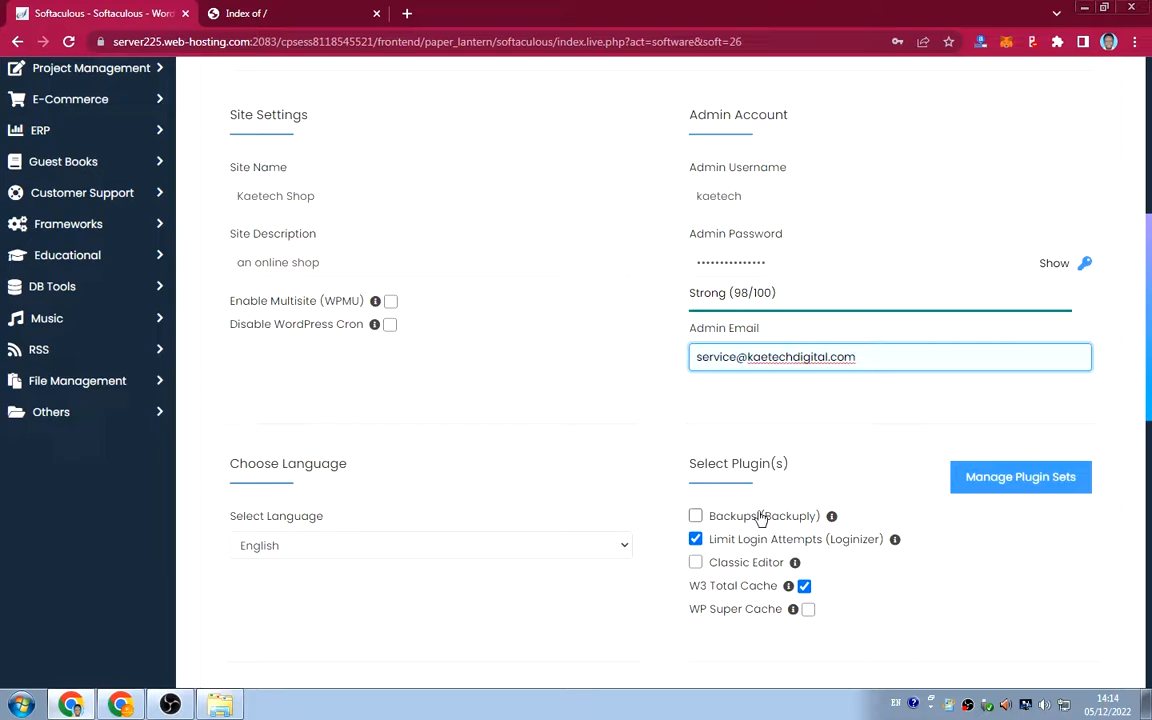 Softaculous - Softaculous - Wor
Index of /
server225.web-hosting.com:2083/cpsess8118545521/frontend/paper_lantern/softaculous/index.live.php?act=software&soft=26
Project Management
E-Commerce
ERP
Guest Books
Customer Support
Frameworks
Educational
DB Tools
Music
RSS
File Management
Others
Site Settings
Site Name
Kaetech Shop
Site Description
an online shop
Enable Multisite (WPMU)
Disable WordPress Cron
Admin Account
Admin Username
kaetech
Admin Password
•••••••••••••••
Show
Strong (98/100)
Admin Email
service@kaetechdigital.com
Choose Language
Select Language
English
Select Plugin(s)
Manage Plugin Sets
Backups (Backuply)
Limit Login Attempts (Loginizer)
Classic Editor
W3 Total Cache
WP Super Cache
EN
14:14
05/12/2022